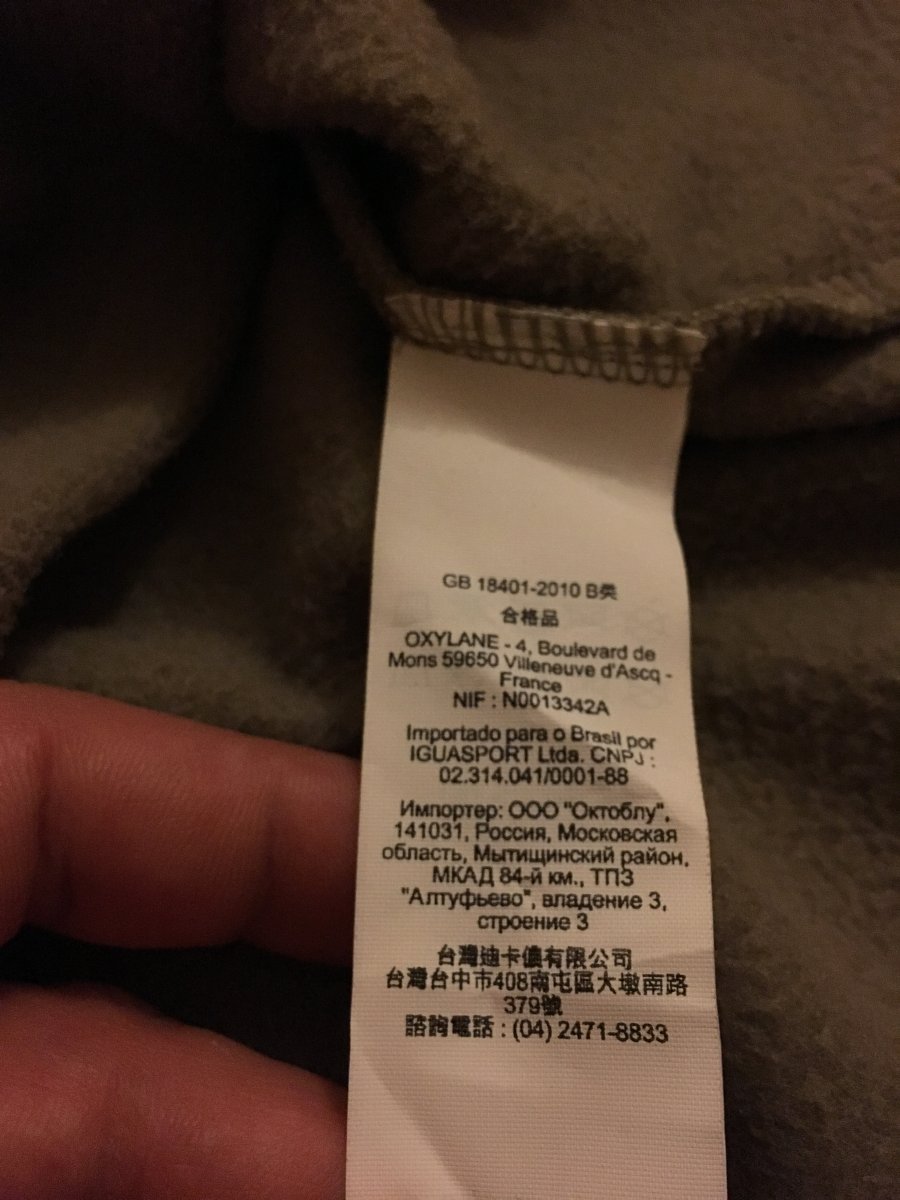 GB 18401-2010 B类
合格品
OXYLANE - 4, Boulevard de
Mons 59650 Villeneuve d'Ascq -
France
NIF : N0013342A
Importado para o Brasil por
IGUASPORT Ltda. CNPJ :
02.314.041/0001-88
Импортер: ООО "Октоблу",
141031, Россия, Московская
область, Мытищинский район,
МКАД 84-й км., ТПЗ
"Алтуфьево", владение 3,
строение 3
台灣迪卡儂有限公司
台灣台中市408南屯區大墩南路
379號
諮詢電話 : (04) 2471-8833